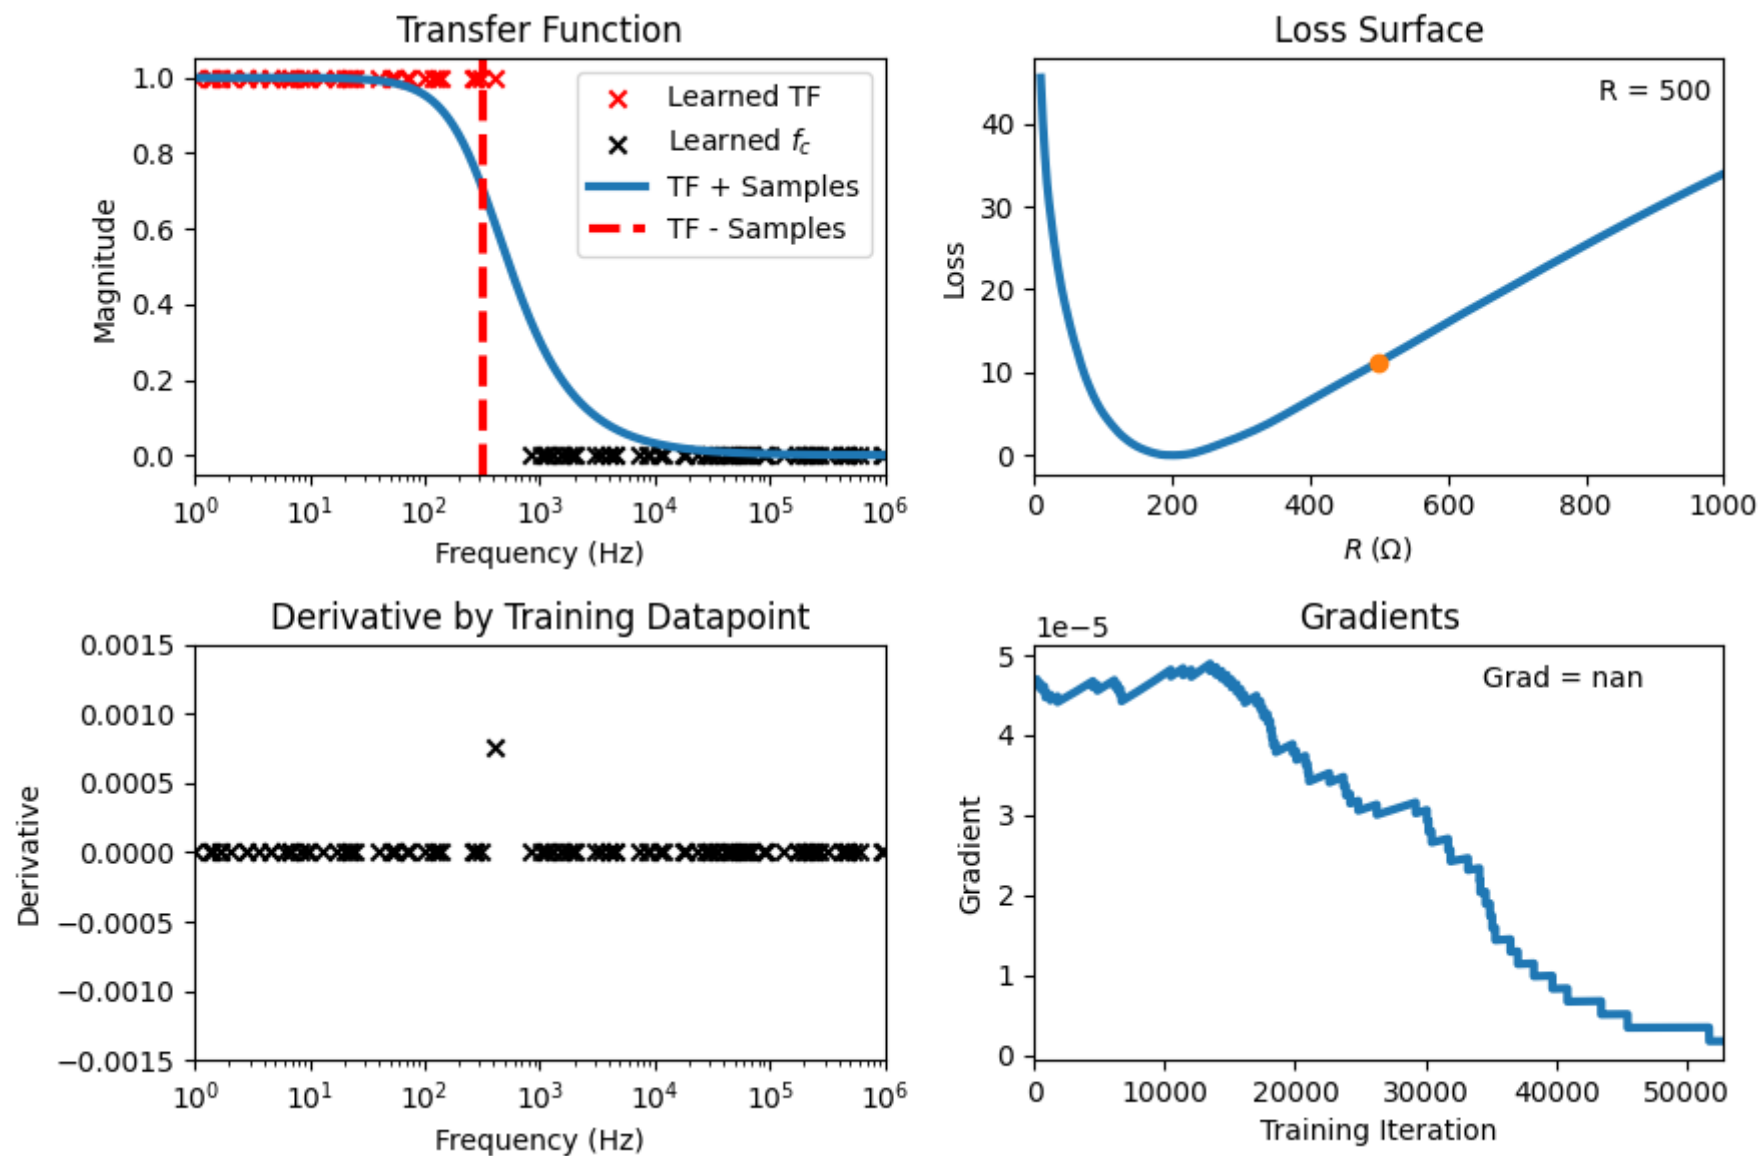 Transfer Function
Magnitude
1.0
0.8
0.6
0.4
0.2
0.0
Learned TF
Learned f_c
TF + Samples
TF - Samples
10^0 10^1 10^2 10^3 10^4 10^5 10^6
Frequency (Hz)
Loss Surface
Loss
40
30
20
10
0
R = 500
0 200 400 600 800 1000
R (Ω)
Derivative by Training Datapoint
Derivative
0.0015
0.0010
0.0005
0.0000
−0.0005
−0.0010
−0.0015
10^0 10^1 10^2 10^3 10^4 10^5 10^6
Frequency (Hz)
Gradients
1e−5
Gradient
5
4
3
2
1
0
Grad = nan
0 10000 20000 30000 40000 50000
Training Iteration